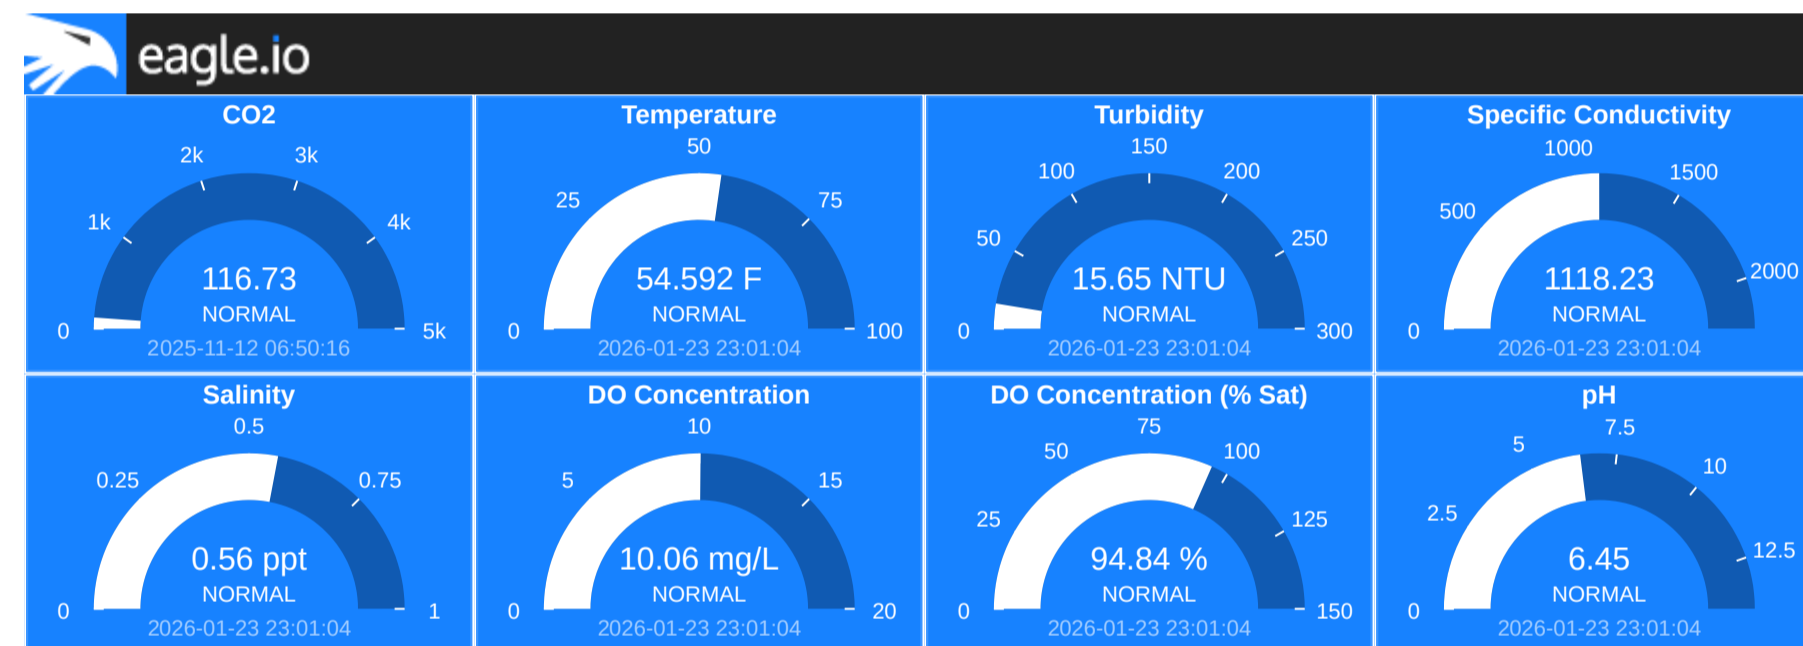 eagle.io
CO2
0
1k
2k
3k
4k
5k
116.73
NORMAL
2025-11-12 06:50:16
Temperature
0
25
50
75
100
54.592 F
NORMAL
2026-01-23 23:01:04
Turbidity
0
50
100
150
200
250
300
15.65 NTU
NORMAL
2026-01-23 23:01:04
Specific Conductivity
0
500
1000
1500
2000
1118.23
NORMAL
2026-01-23 23:01:04
Salinity
0
0.25
0.5
0.75
1
0.56 ppt
NORMAL
2026-01-23 23:01:04
DO Concentration
0
5
10
15
20
10.06 mg/L
NORMAL
2026-01-23 23:01:04
DO Concentration (% Sat)
0
25
50
75
100
125
150
94.84 %
NORMAL
2026-01-23 23:01:04
pH
0
2.5
5
7.5
10
12.5
6.45
NORMAL
2026-01-23 23:01:04